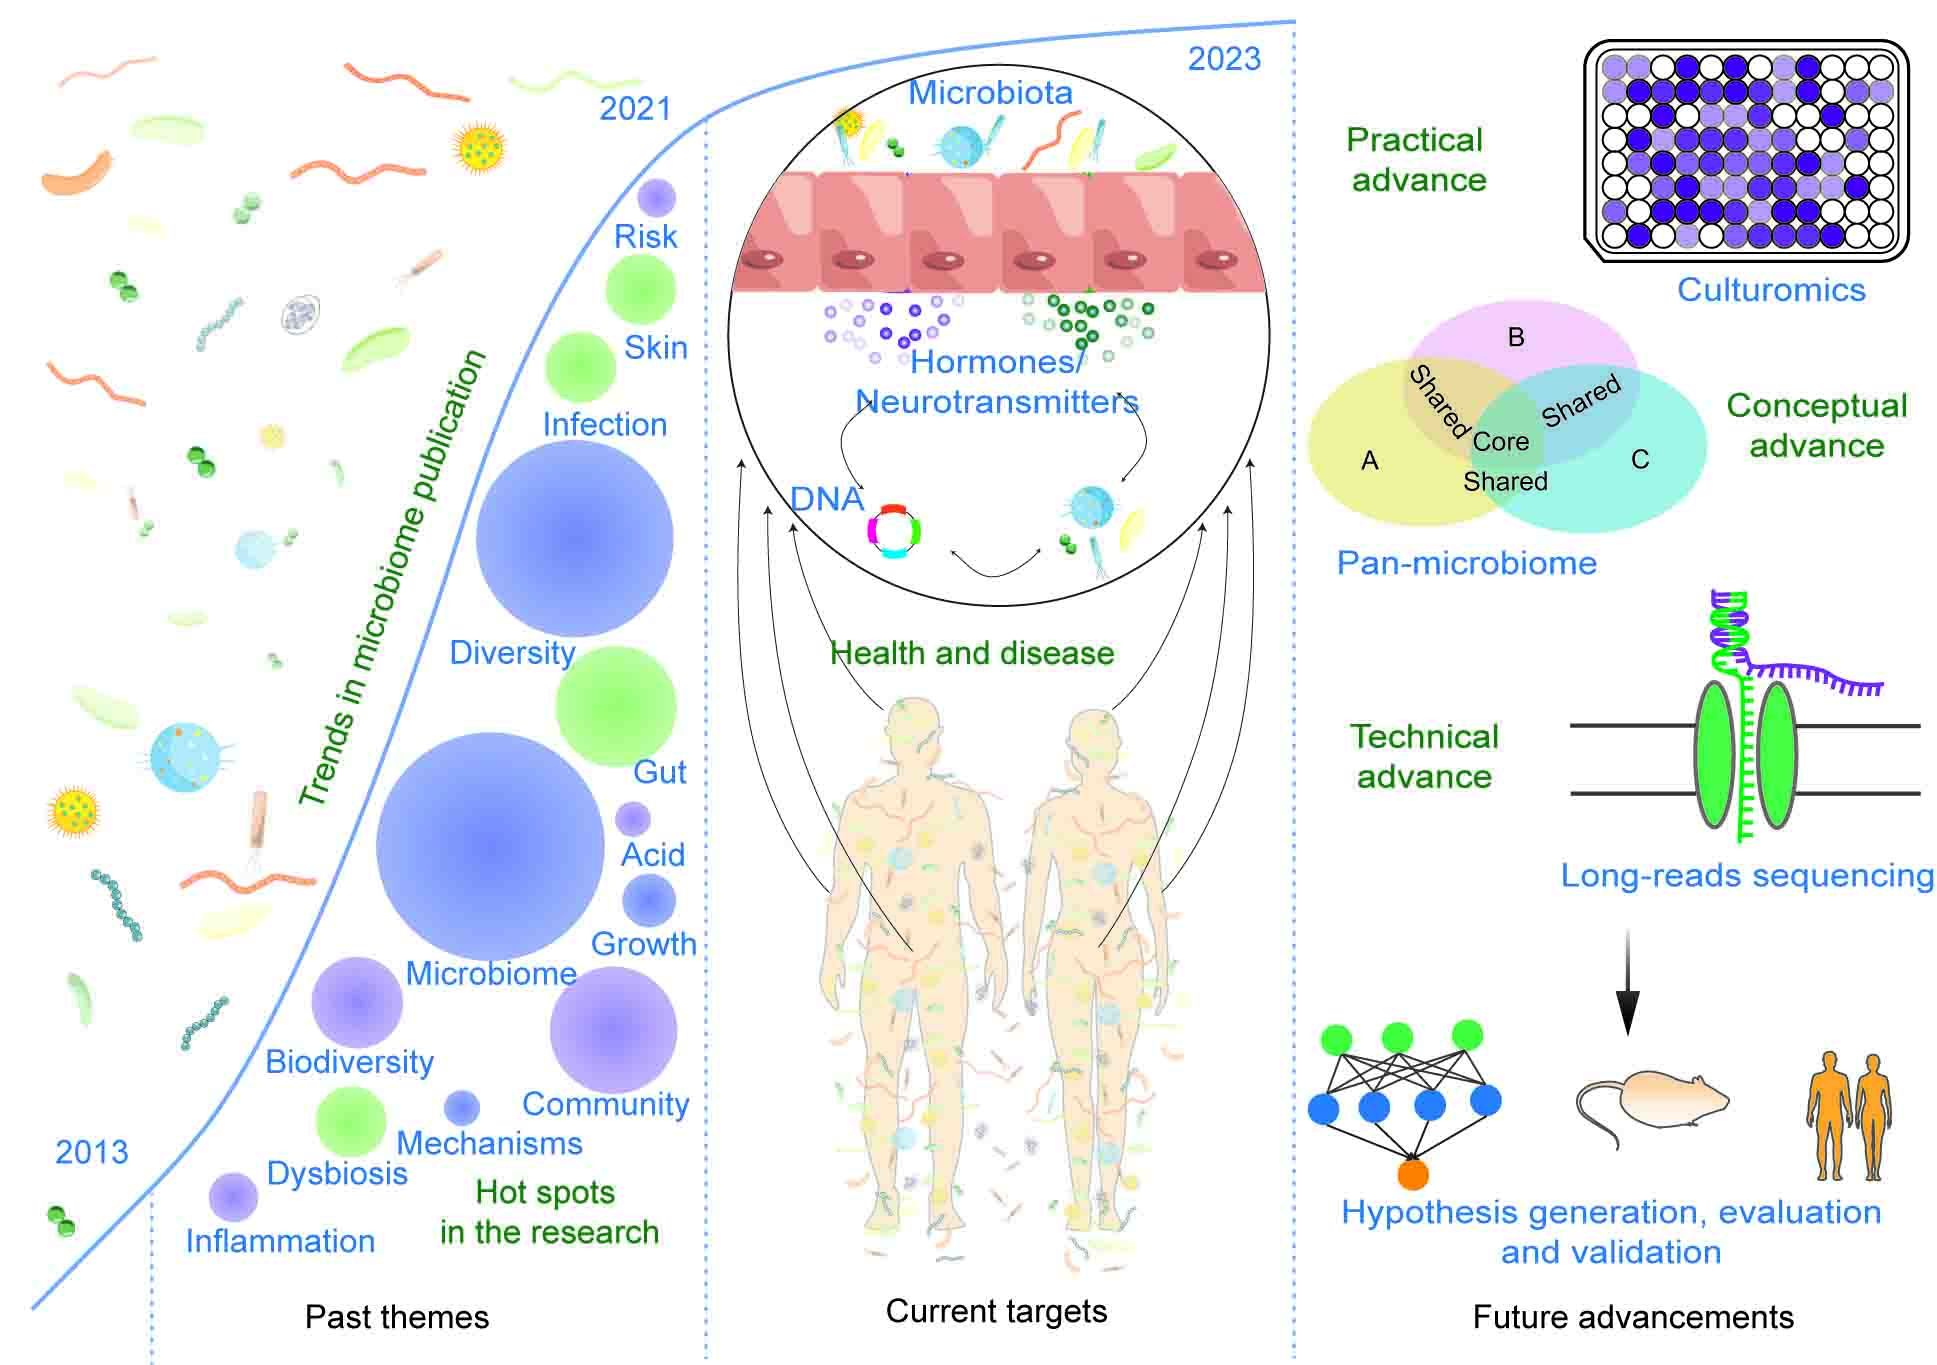 2013
2021
2023
Trends in microbiome publication
Risk
Skin
Infection
Diversity
Gut
Acid
Growth
Microbiome
Biodiversity
Community
Mechanisms
Dysbiosis
Inflammation
Hot spots
in the research
Past themes
Microbiota
Hormones/
Neurotransmitters
DNA
Health and disease
Current targets
Practical
advance
Culturomics
B
Shared
Shared
Core
A
C
Shared
Conceptual
advance
Pan-microbiome
Technical
advance
Long-reads sequencing
Hypothesis generation, evaluation
and validation
Future advancements